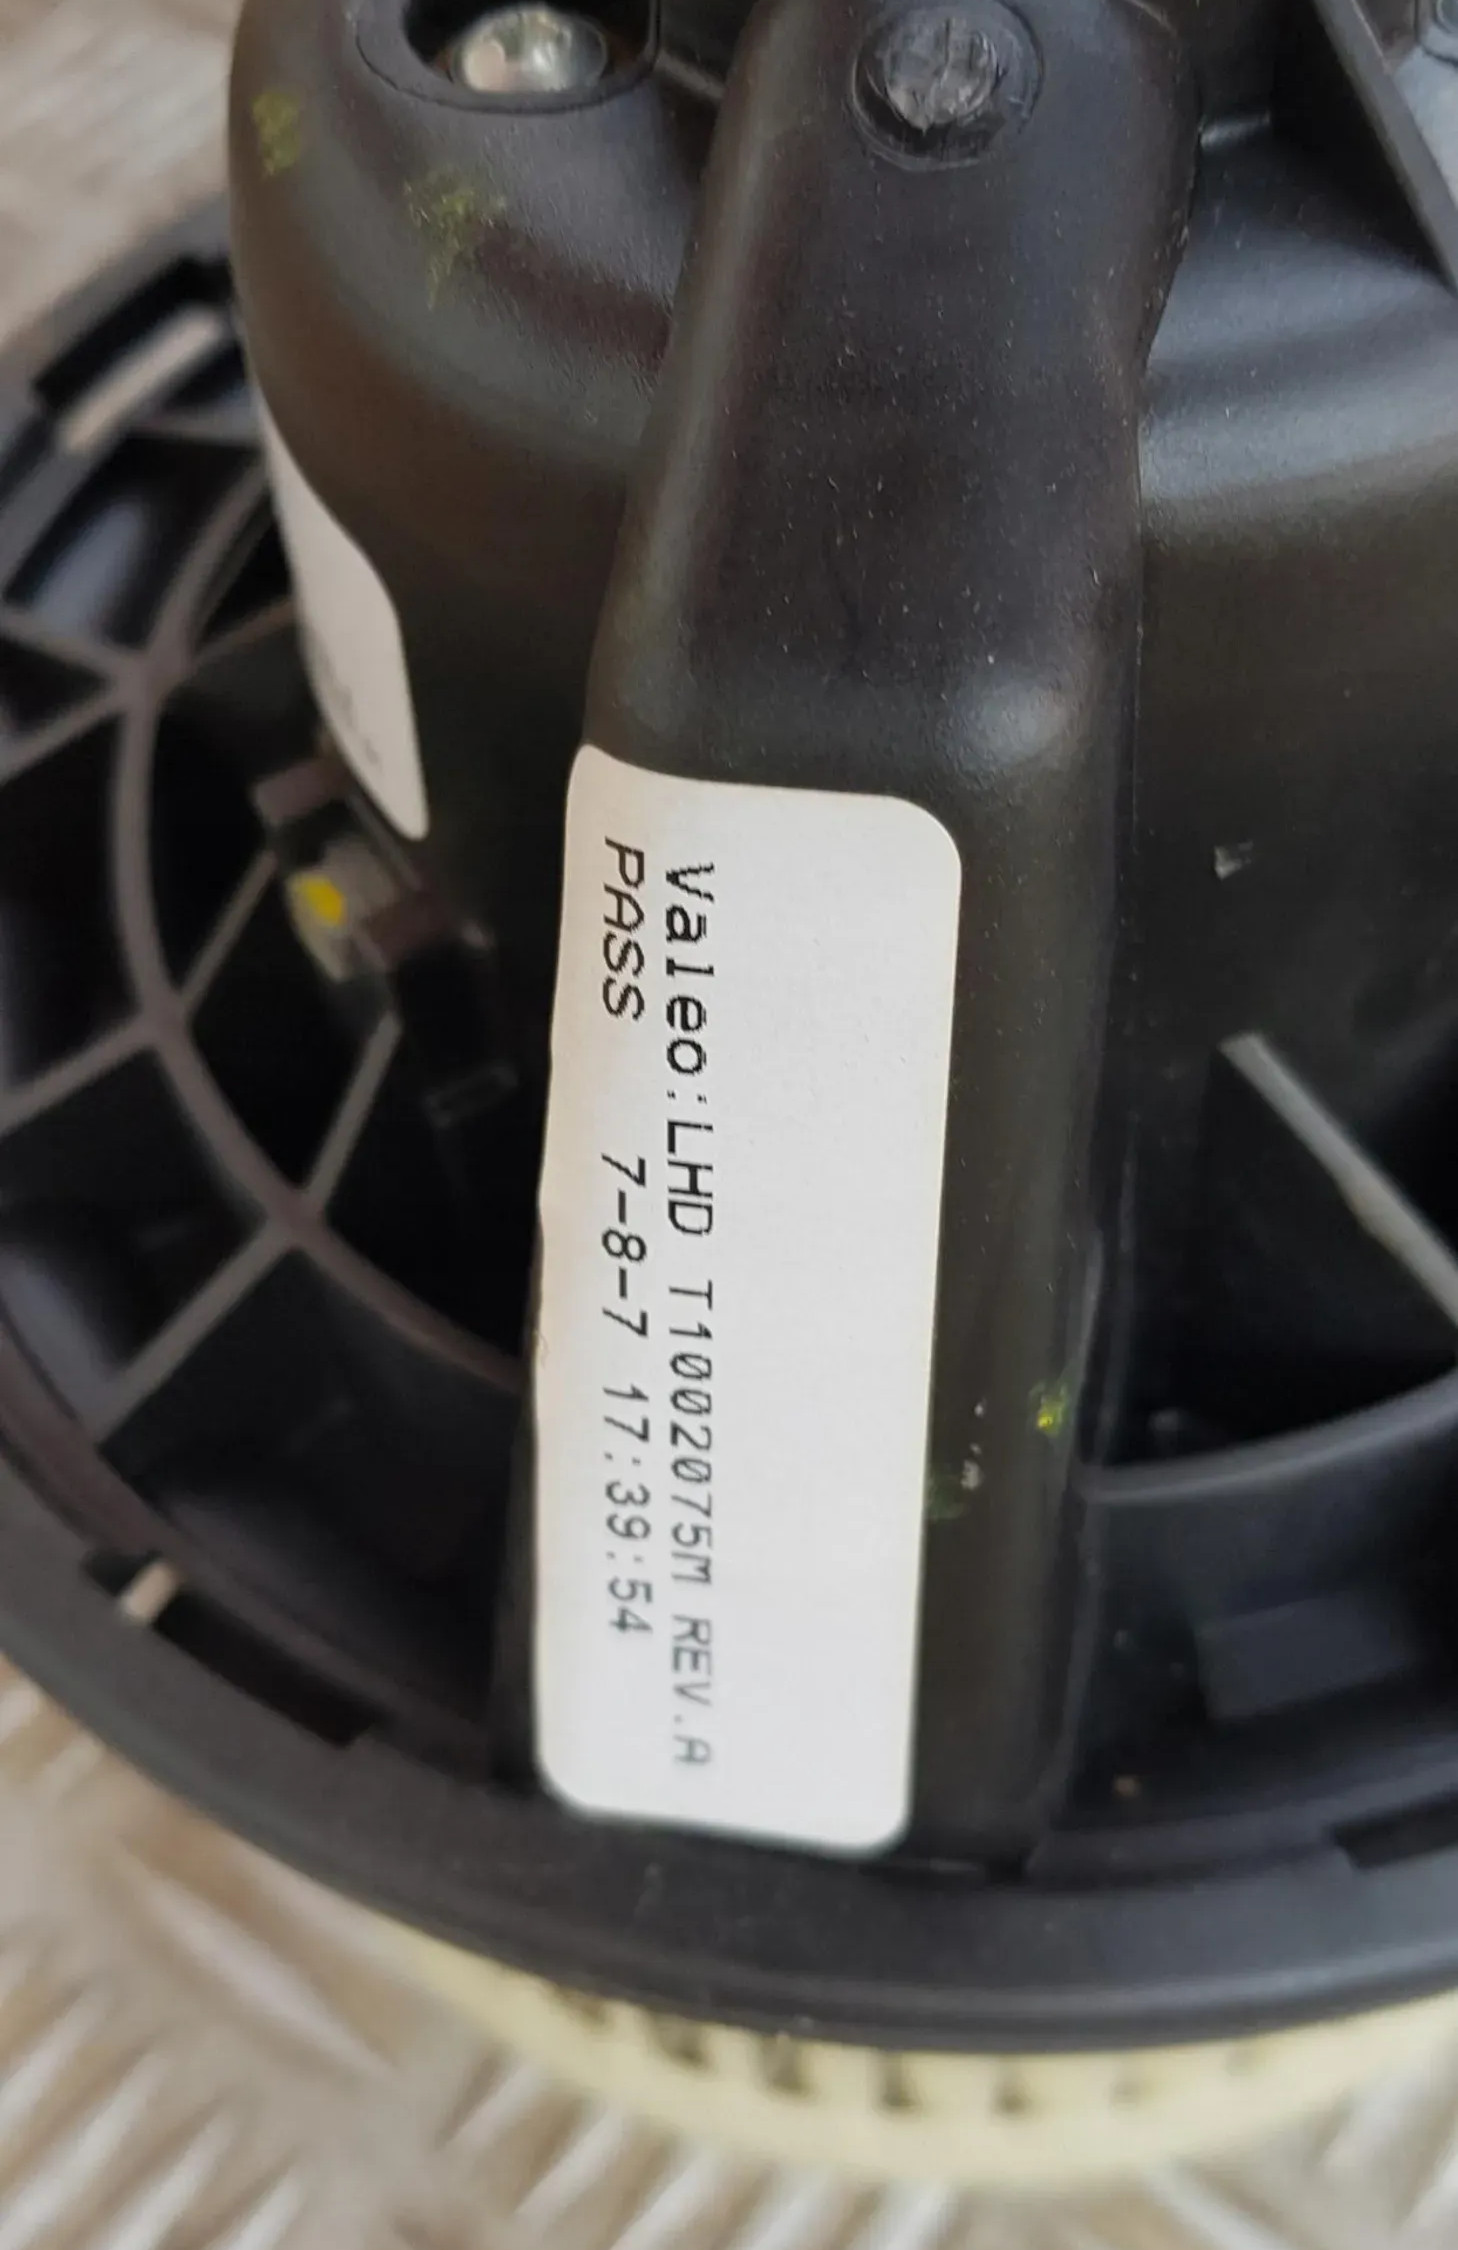 Valeo:LHD T1002075M REV.A
PASS 7-8-7 17:39:54